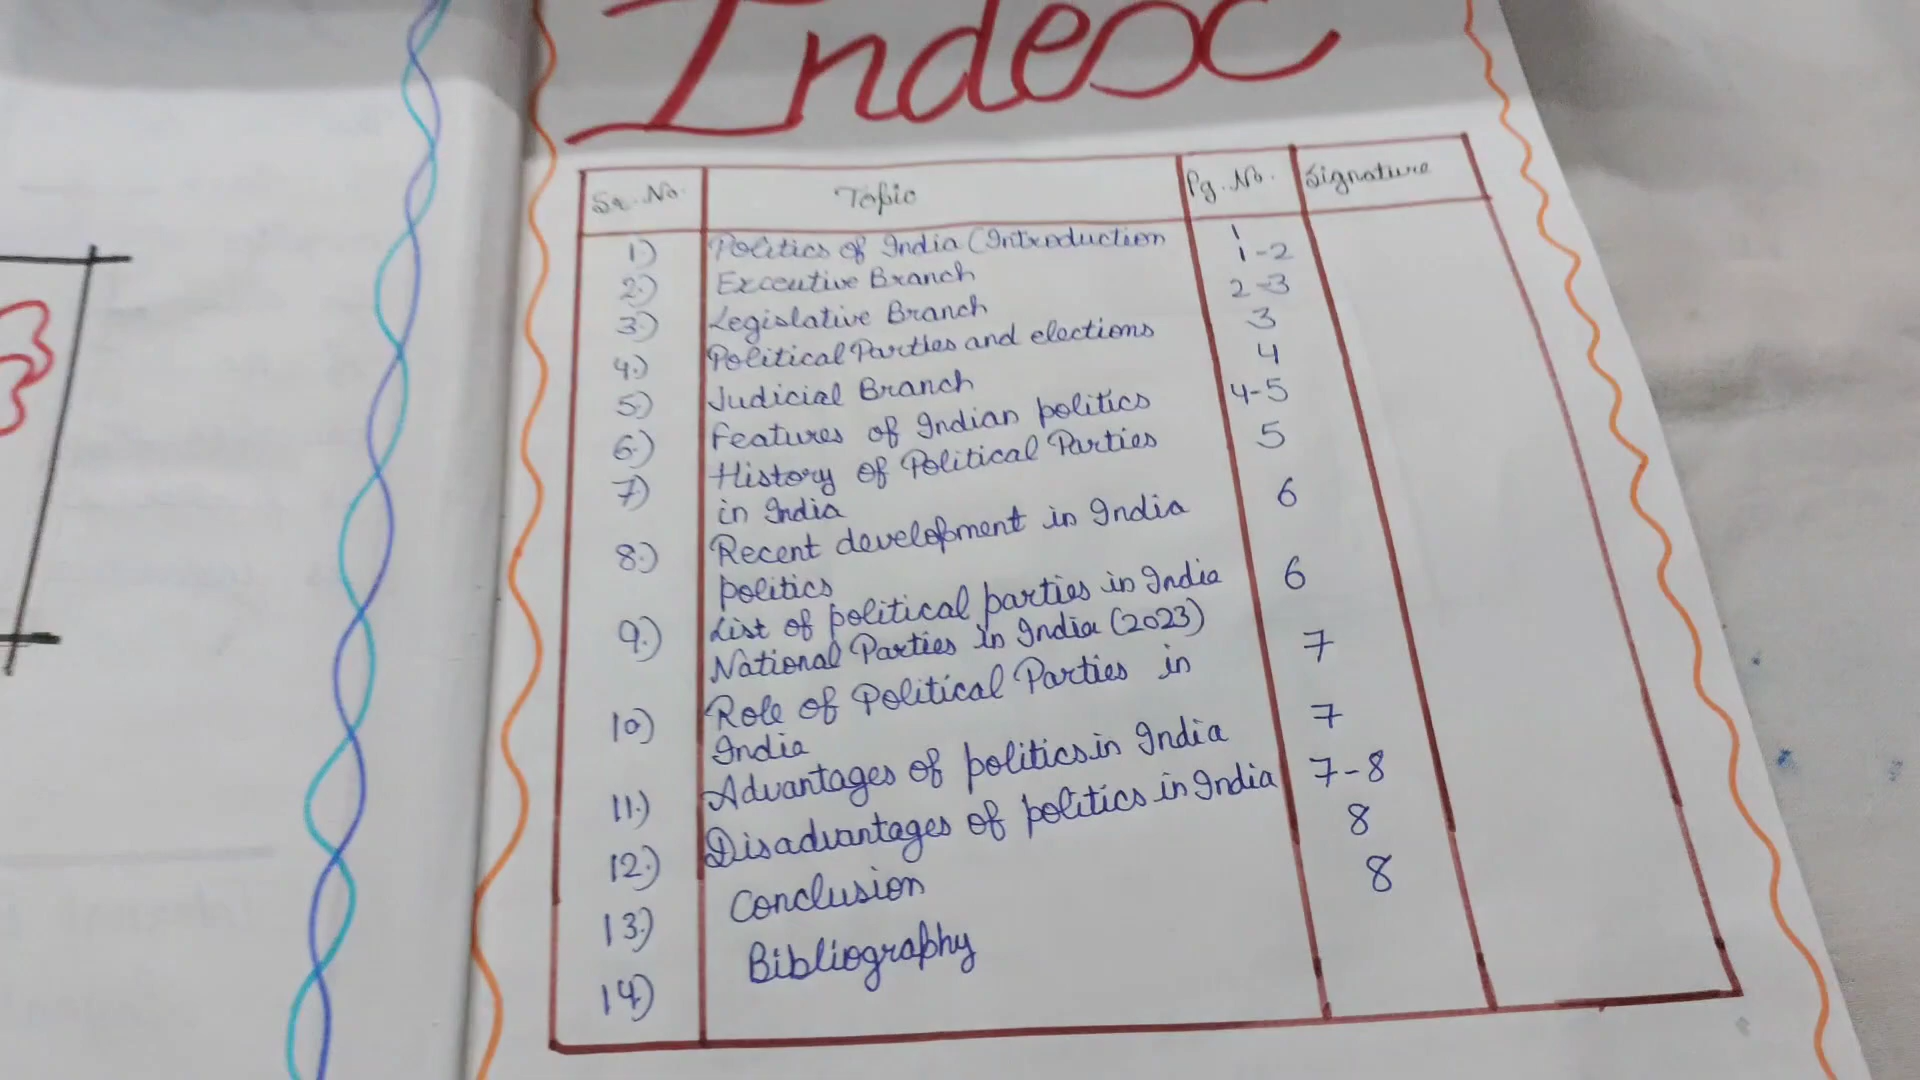 Index
Sr. No. Topic Pg. No. Signature
1) Politics of India (Introduction 1
2) Executive Branch 1-2
3) Legislative Branch 2-3
4.) Political Parties and elections 3
5.) Judicial Branch 4
6.) Features of Indian politics 4-5
7.) History of Political Parties 5
in India
8.) Recent development in India 6
politics
9.) List of political parties in India 6
National Parties in India (2023)
10) Role of Political Parties in 7
India
11.) Advantages of politics in India 7
12.) Disadvantages of politics in India 7-8
13.) Conclusion 8
14) Bibliography 8